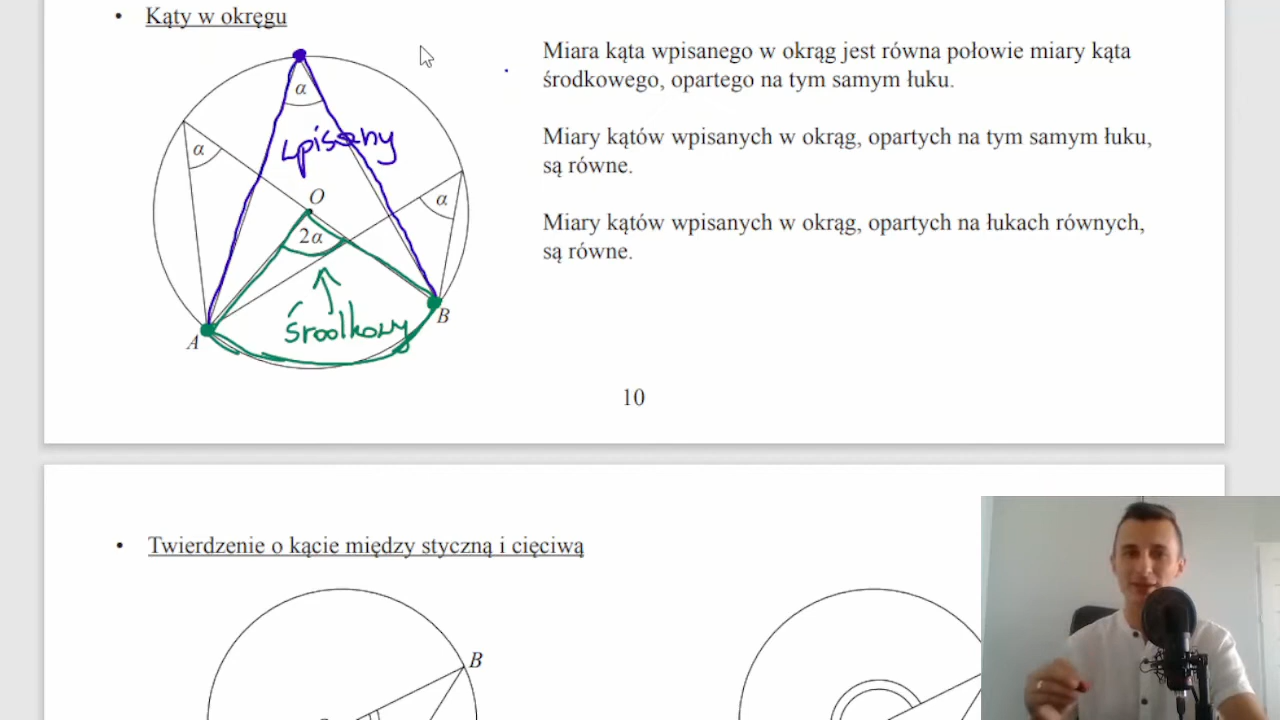 • Kąty w okręgu
Miara kąta wpisanego w okrąg jest równa połowie miary kąta
środkowego, opartego na tym samym łuku.
Miary kątów wpisanych w okrąg, opartych na tym samym łuku,
są równe.
Miary kątów wpisanych w okrąg, opartych na łukach równych,
są równe.
α
wpisany
α
O
α
2α
środkowy
A
B
10
• Twierdzenie o kącie między styczną i cięciwą
B